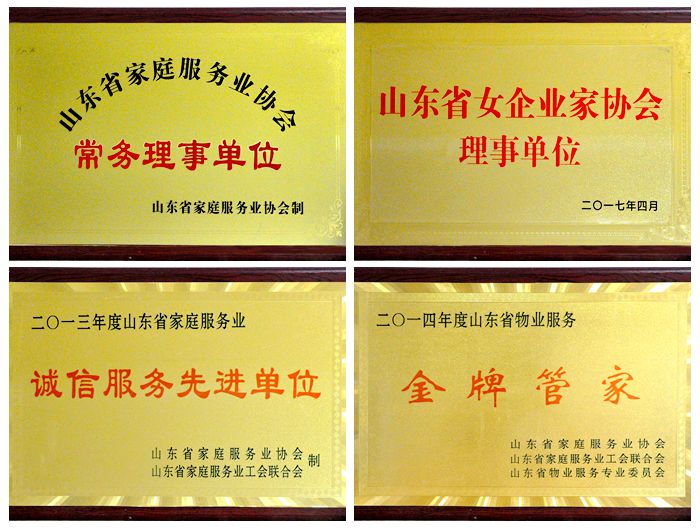 山东省家庭服务业协会
常务理事单位
山东省家庭服务业协会制
山东省女企业家协会
理事单位
二〇一七年四月
二〇一三年度山东省家庭服务业
诚信服务先进单位
山东省家庭服务业协会
山东省家庭服务业工会联合会
制
二〇一四年度山东省物业服务
金牌管家
山东省家庭服务业协会
山东省家庭服务业工会联合会
山东省物业服务专业委员会